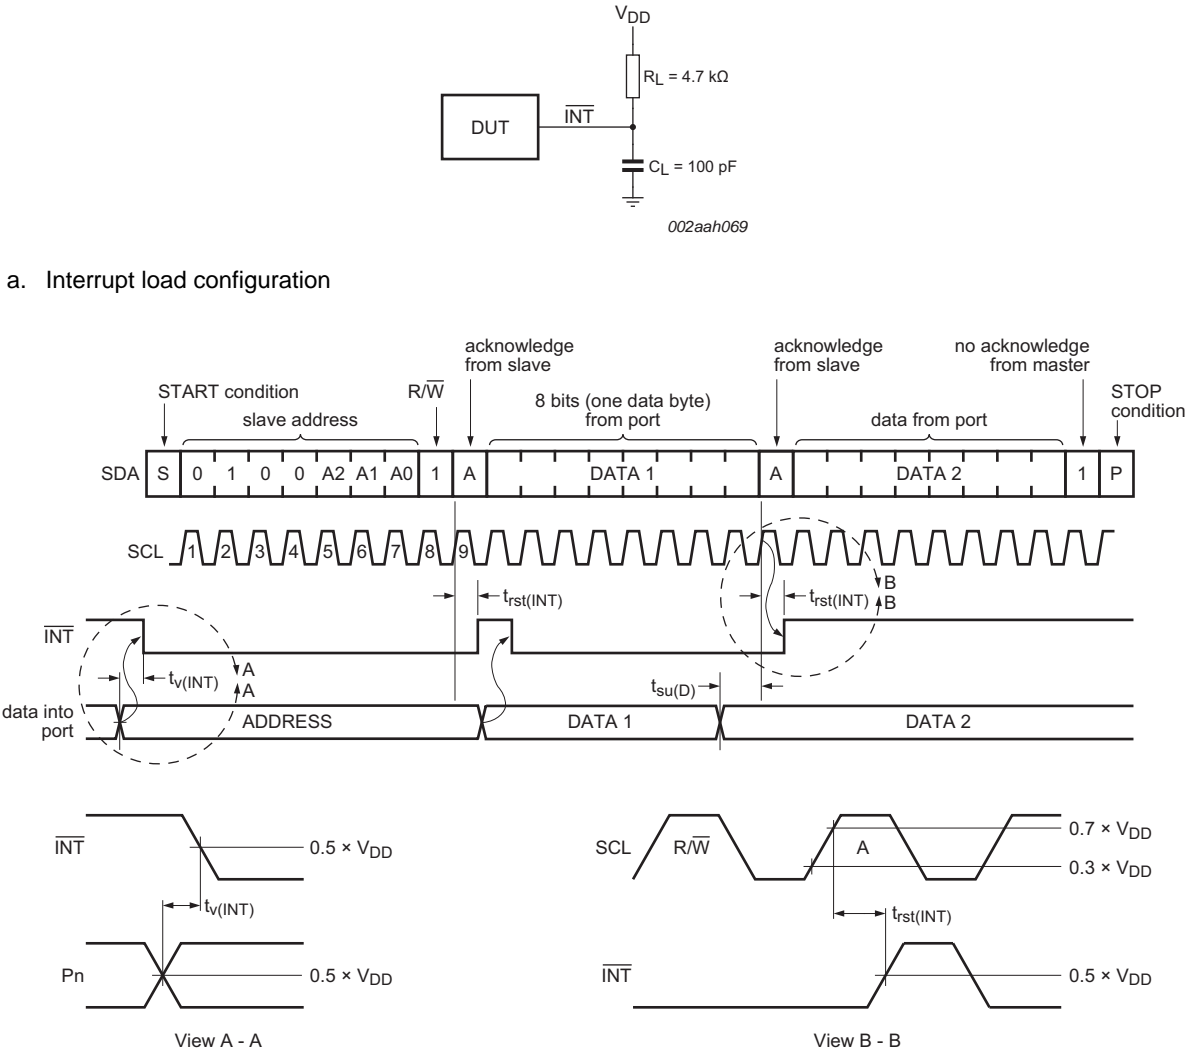 VDD
RL = 4.7 kΩ
DUT
INT
CL = 100 pF
002aah069
a. Interrupt load configuration
acknowledge
from slave
acknowledge
from slave
no acknowledge
from master
START condition
R/W
8 bits (one data byte)
from port
STOP
condition
slave address
data from port
SDA S 0 1 0 0 A2 A1 A0 1 A DATA 1 A DATA 2 1 P
SCL 1 2 3 4 5 6 7 8 9
trst(INT)
trst(INT)
B
B
INT
tv(INT)
A
A
tsu(D)
data into
port
ADDRESS
DATA 1
DATA 2
INT
0.5 × VDD
tv(INT)
Pn
0.5 × VDD
View A - A
SCL
R/W
A
0.7 × VDD
0.3 × VDD
trst(INT)
INT
0.5 × VDD
View B - B